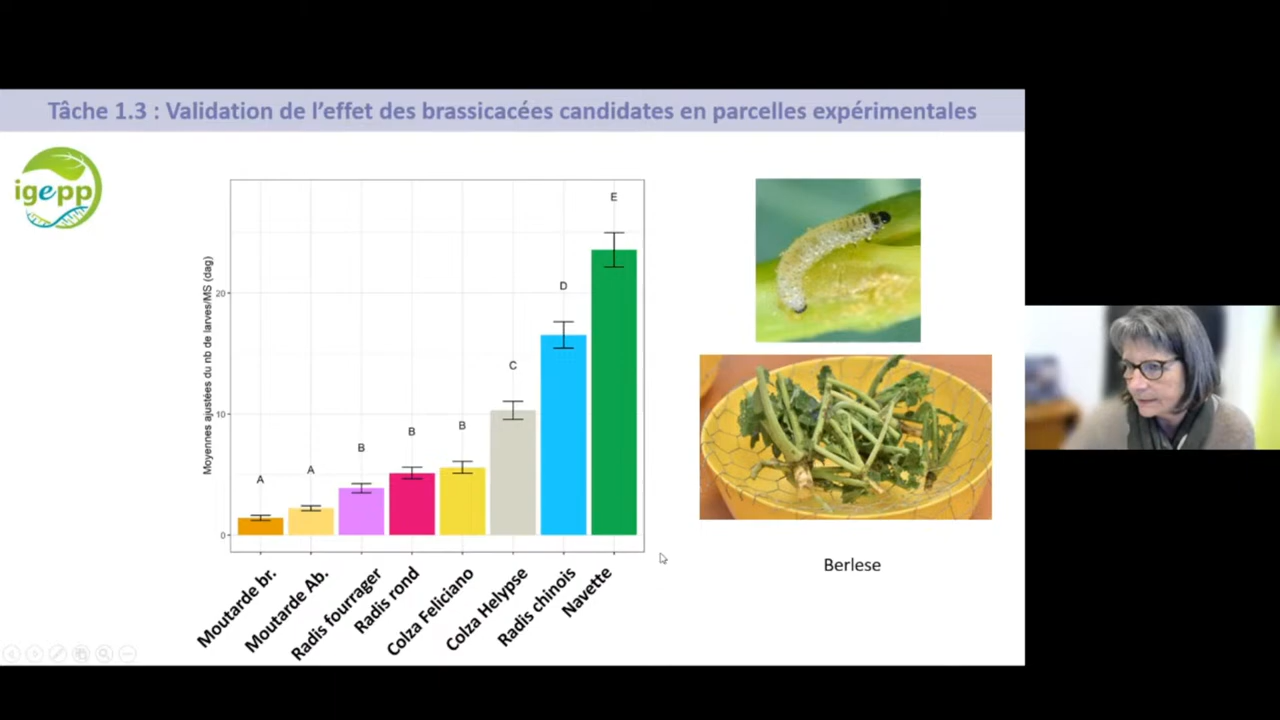 Tâche 1.3 : Validation de l'effet des brassicacées candidates en parcelles expérimentales
igepp
Moyennes ajustées du nb de larves/MS (dag)
20
10
0
A
A
B
B
B
C
D
E
Moutarde br.
Moutarde Ab.
Radis fourrager
Radis rond
Colza Feliciano
Colza Helypse
Radis chinois
Navette
Berlese